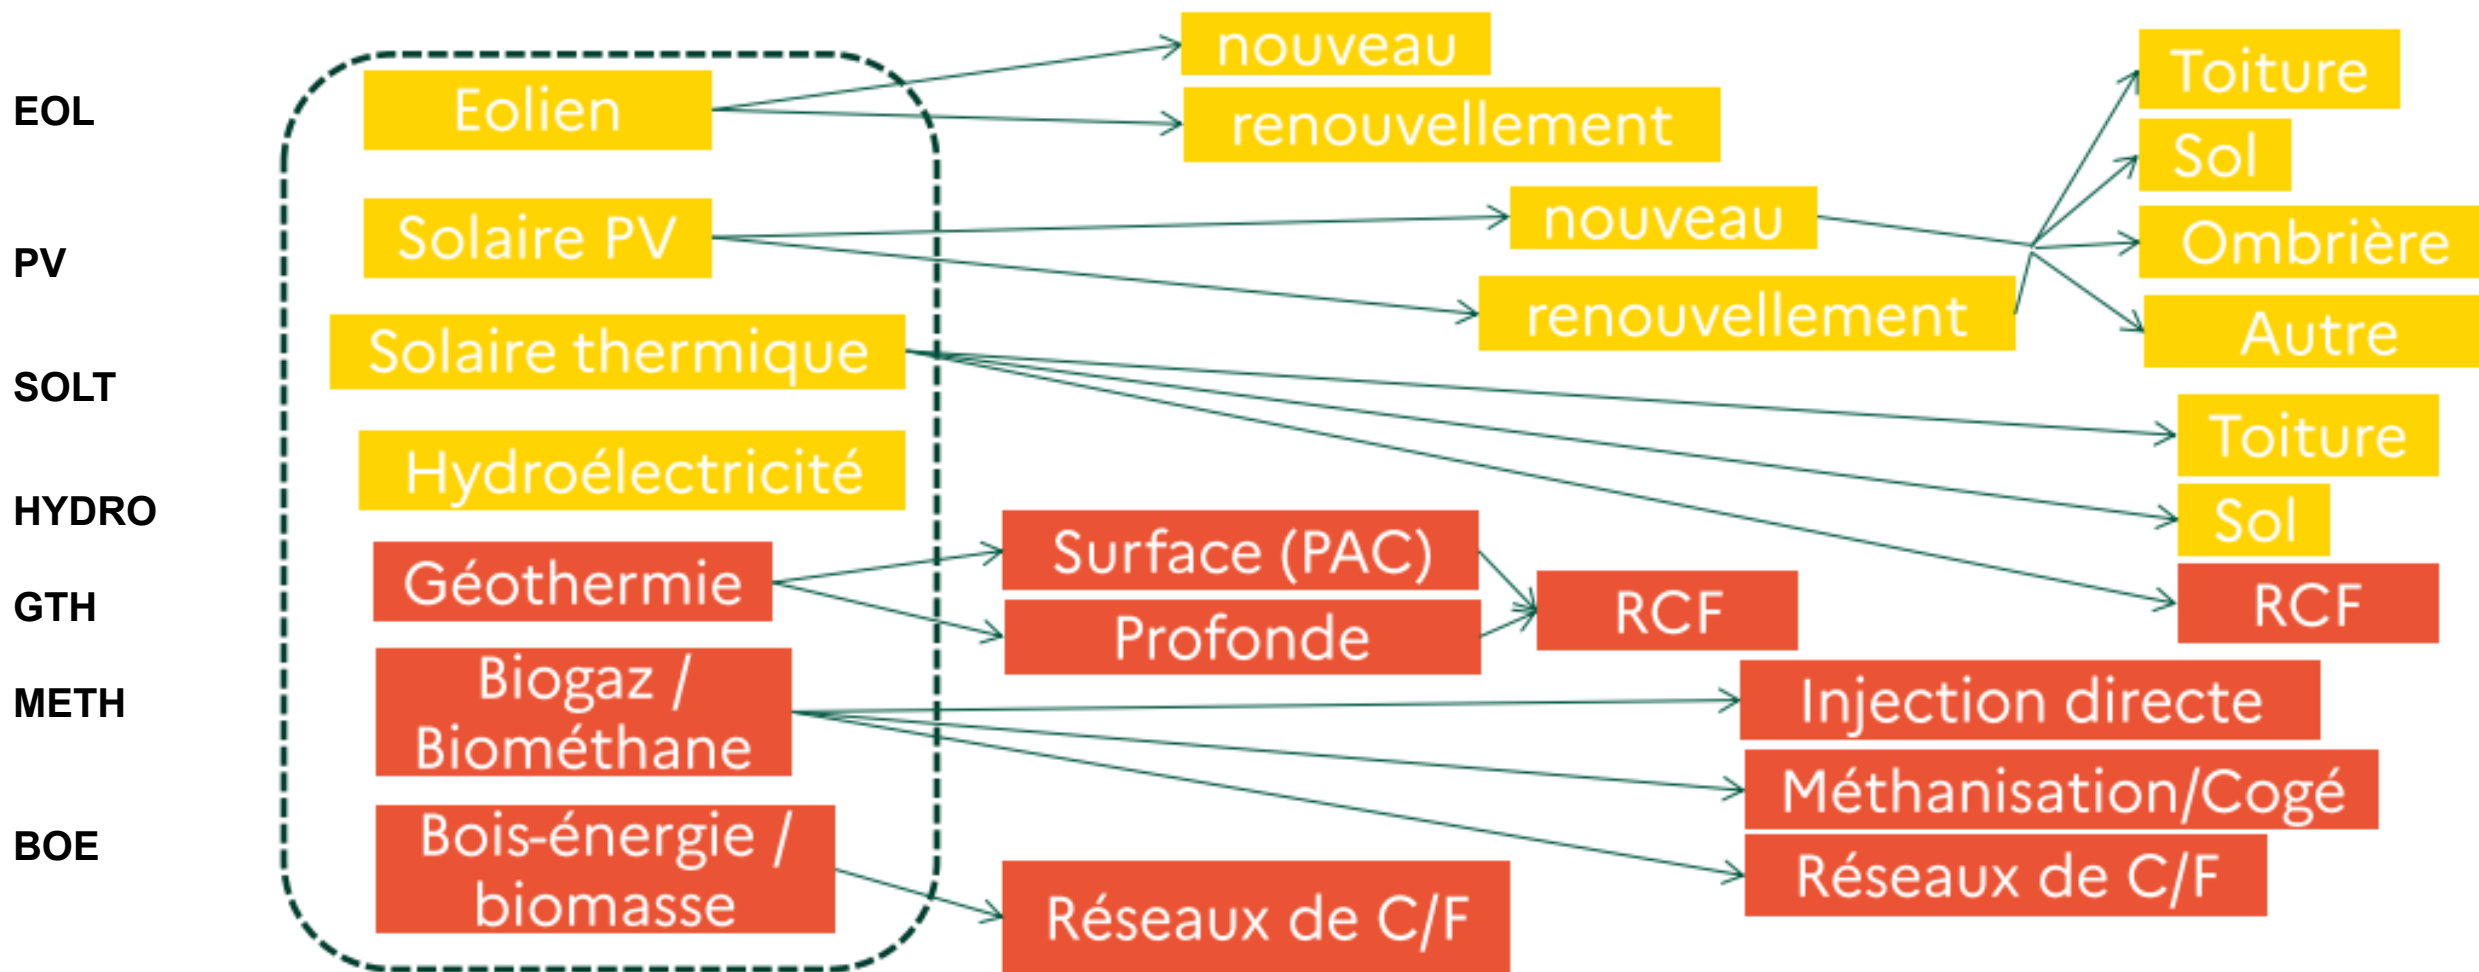 EOL
PV
SOLT
HYDRO
GTH
METH
BOE
Eolien
Solaire PV
Solaire thermique
Hydroélectricité
Géothermie
Biogaz /
Biométhane
Bois-énergie /
biomasse
nouveau
renouvellement
nouveau
renouvellement
Toiture
Sol
Ombrière
Autre
Toiture
Sol
RCF
Surface (PAC)
Profonde
RCF
Injection directe
Méthanisation/Cogé
Réseaux de C/F
Réseaux de C/F